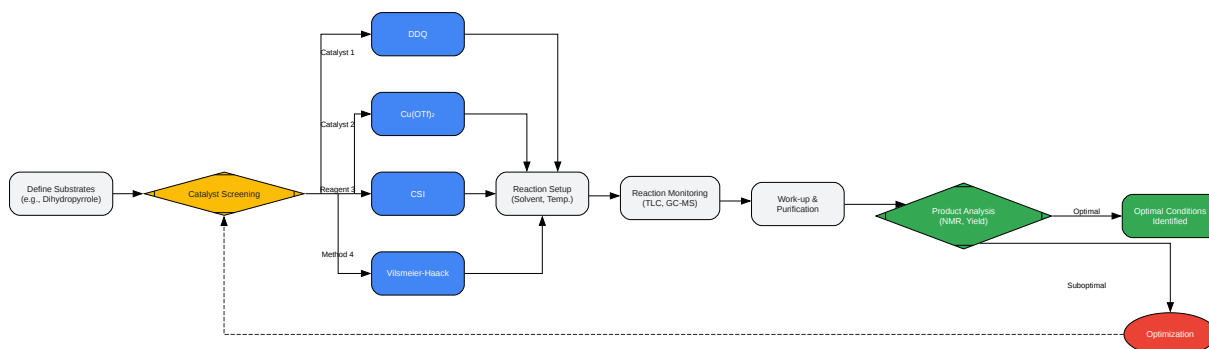 DDQ
Catalyst 1
Cu(OTf)₂
Catalyst 2
Define Substrates
(e.g., Dihydropyrrole)
Catalyst Screening
Reagent 3
CSI
Reaction Setup
(Solvent, Temp.)
Reaction Monitoring
(TLC, GC-MS)
Work-up &
Purification
Product Analysis
(NMR, Yield)
Optimal
Optimal Conditions
Identified
Method 4
Vilsmeier-Haack
Suboptimal
Optimization